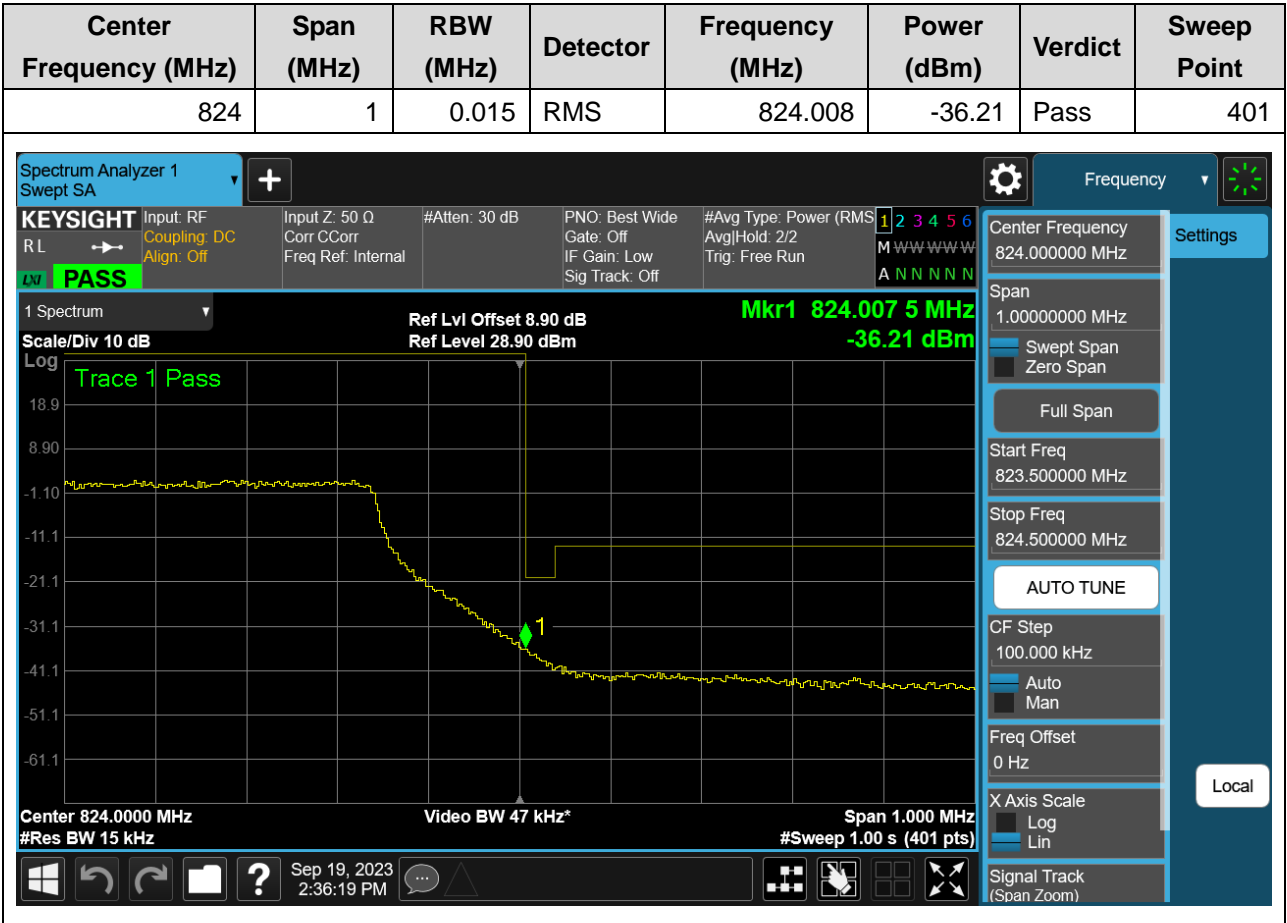 Center Frequency (MHz) Span (MHz) RBW (MHz) Detector Frequency (MHz) Power (dBm) Verdict Sweep Point
824 1 0.015 RMS 824.008 -36.21 Pass 401
Spectrum Analyzer 1
Swept SA
Frequency
KEYSIGHT
R L
LXI
PASS
Input: RF
Coupling: DC
Align: Off
Input Z: 50 Ω
Corr CCorr
Freq Ref: Internal
#Atten: 30 dB
PNO: Best Wide
Gate: Off
IF Gain: Low
Sig Track: Off
#Avg Type: Power (RMS
Avg|Hold: 2/2
Trig: Free Run
1 2 3 4 5 6
M W W W W W
A N N N N N
1 Spectrum
Scale/Div 10 dB
Ref Lvl Offset 8.90 dB
Ref Level 28.90 dBm
Mkr1 824.007 5 MHz
-36.21 dBm
Log
Trace 1 Pass
18.9
8.90
-1.10
-11.1
-21.1
-31.1
1
-41.1
-51.1
-61.1
Center 824.0000 MHz
#Res BW 15 kHz
Video BW 47 kHz*
Span 1.000 MHz
#Sweep 1.00 s (401 pts)
Center Frequency
824.000000 MHz
Span
1.00000000 MHz
Swept Span
Zero Span
Full Span
Start Freq
823.500000 MHz
Stop Freq
824.500000 MHz
AUTO TUNE
CF Step
100.000 kHz
Auto
Man
Freq Offset
0 Hz
X Axis Scale
Log
Lin
Signal Track
(Span Zoom)
Settings
Local
?
Sep 19, 2023
2:36:19 PM